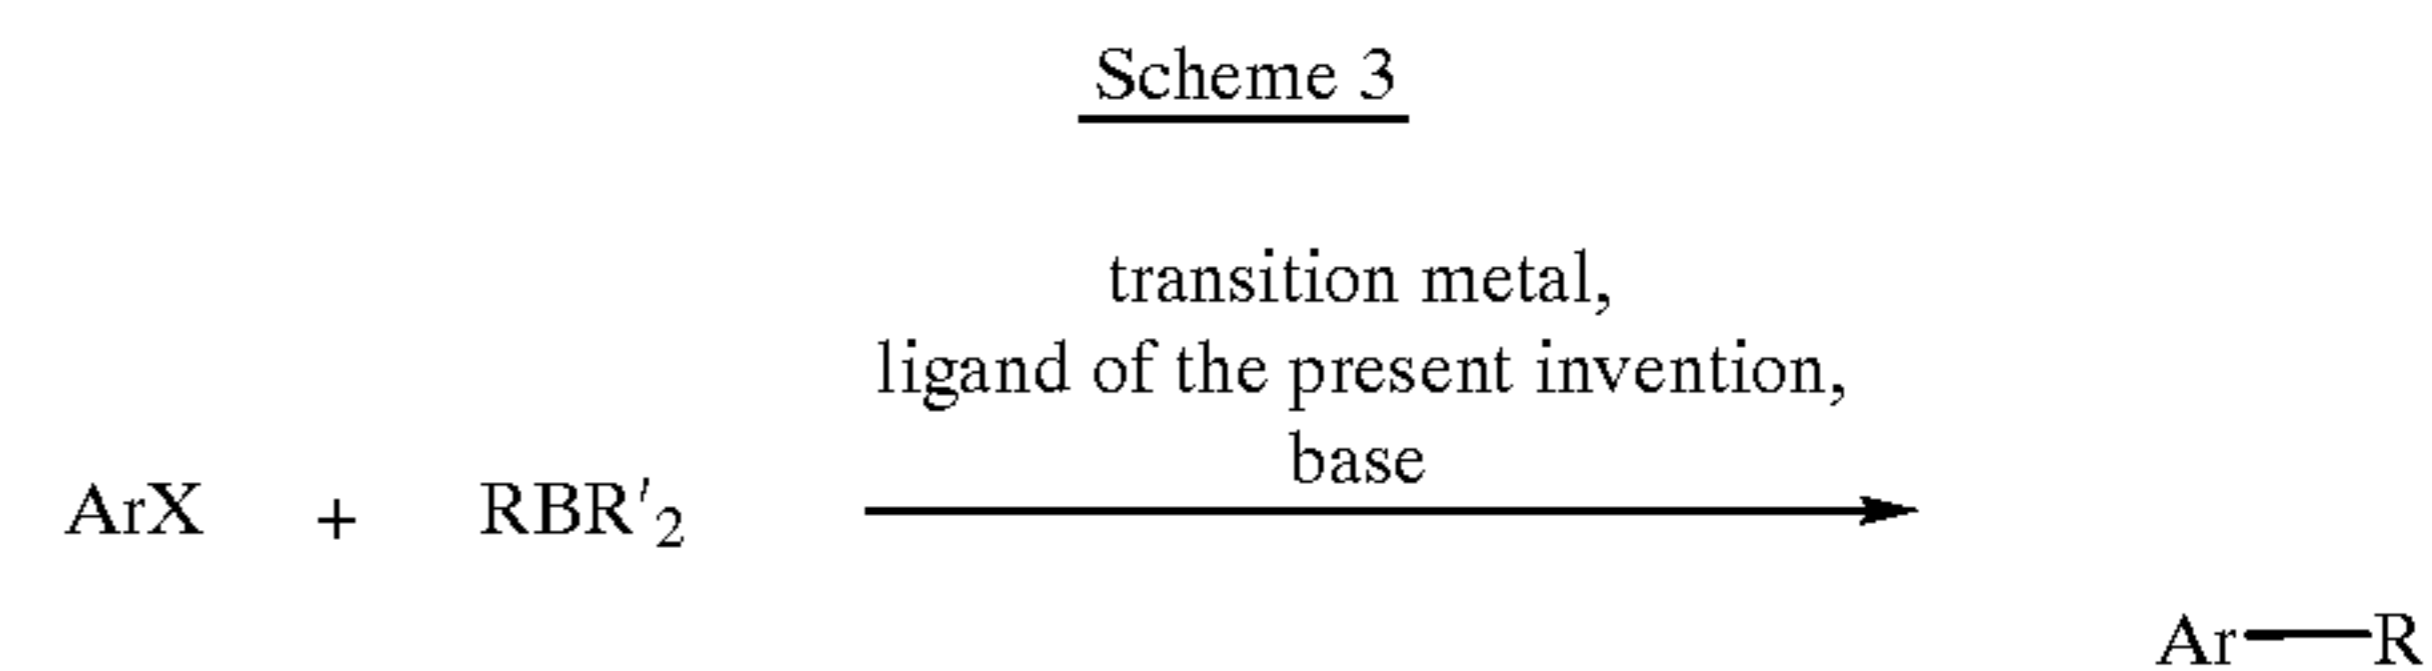 Scheme 3
transition metal,
ligand of the present invention,
base
ArX + RBR′₂
Ar—R